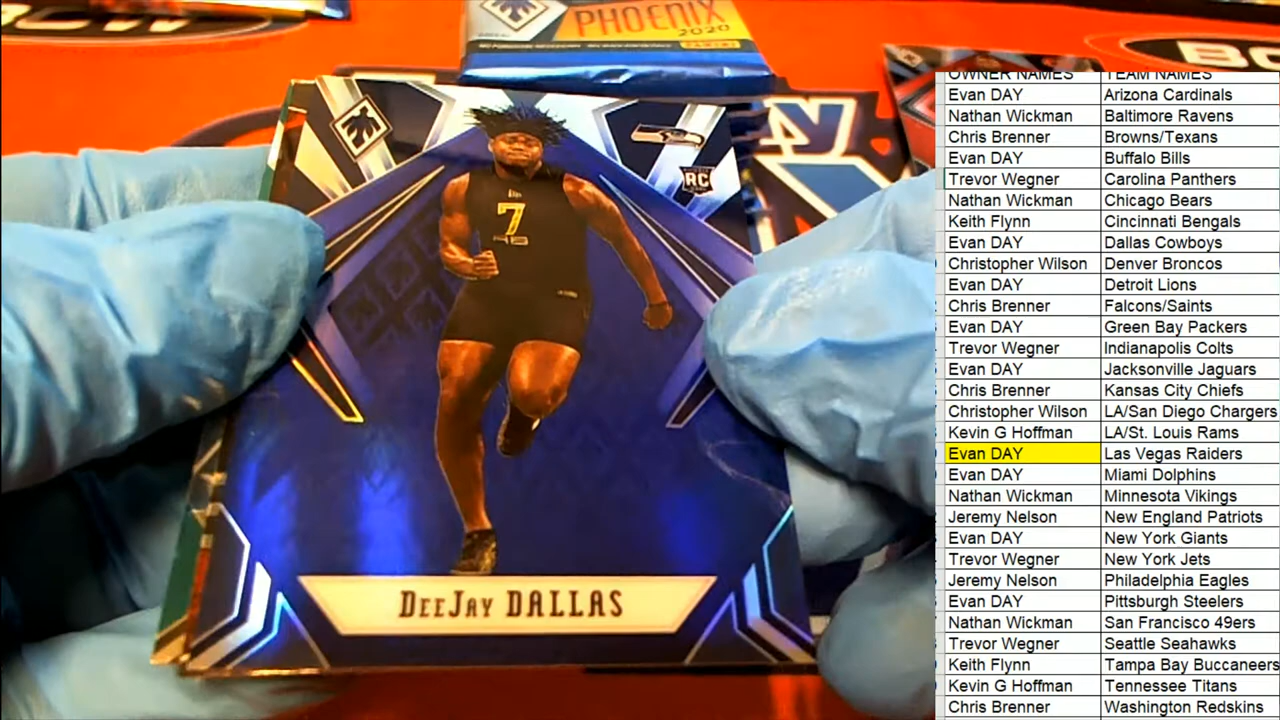 PHOENIX
2020
PANINI
RC
7
DEEJAY DALLAS
OWNER NAMES TEAM NAMES
Evan DAY Arizona Cardinals
Nathan Wickman Baltimore Ravens
Chris Brenner Browns/Texans
Evan DAY Buffalo Bills
Trevor Wegner Carolina Panthers
Nathan Wickman Chicago Bears
Keith Flynn Cincinnati Bengals
Evan DAY Dallas Cowboys
Christopher Wilson Denver Broncos
Evan DAY Detroit Lions
Chris Brenner Falcons/Saints
Evan DAY Green Bay Packers
Trevor Wegner Indianapolis Colts
Evan DAY Jacksonville Jaguars
Chris Brenner Kansas City Chiefs
Christopher Wilson LA/San Diego Chargers
Kevin G Hoffman LA/St. Louis Rams
Evan DAY Las Vegas Raiders
Evan DAY Miami Dolphins
Nathan Wickman Minnesota Vikings
Jeremy Nelson New England Patriots
Evan DAY New York Giants
Trevor Wegner New York Jets
Jeremy Nelson Philadelphia Eagles
Evan DAY Pittsburgh Steelers
Nathan Wickman San Francisco 49ers
Trevor Wegner Seattle Seahawks
Keith Flynn Tampa Bay Buccaneers
Kevin G Hoffman Tennessee Titans
Chris Brenner Washington Redskins